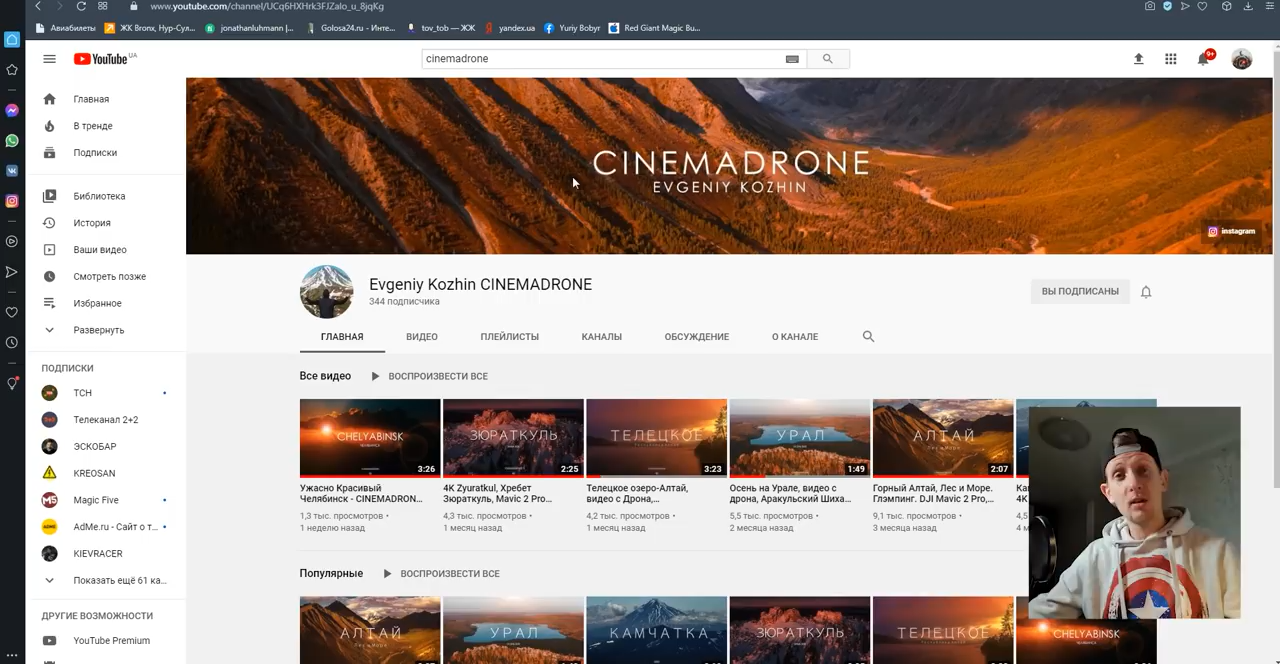 www.youtube.com/channel/UCq6HXHrk3FJZalo_u_8jqKg
Авиабилеты
ЖК Bronx, Нур-Сул...
jonathanluhmann |...
Golosa24.ru - Инте...
tov_tob — ЖЖ
yandex.ua
Yuriy Bobyr
Red Giant Magic Bu...
YouTube UA
cinemadrone
9+
Главная
В тренде
Подписки
Библиотека
История
Ваши видео
Смотреть позже
Избранное
Развернуть
ПОДПИСКИ
ТСН
Телеканал 2+2
ЭСКОБАР
KREOSAN
Magic Five
AdMe.ru - Сайт о т...
KIEVRACER
Показать ещё 61 ка...
ДРУГИЕ ВОЗМОЖНОСТИ
YouTube Premium
CINEMADRONE
EVGENIY KOZHIN
instagram
Evgeniy Kozhin CINEMADRONE
344 подписчика
ВЫ ПОДПИСАНЫ
ГЛАВНАЯ
ВИДЕО
ПЛЕЙЛИСТЫ
КАНАЛЫ
ОБСУЖДЕНИЕ
О КАНАЛЕ
Все видео
ВОСПРОИЗВЕСТИ ВСЕ
CHELYABINSK
3:26
Ужасно Красивый
Челябинск - CINEMADRON...
1,3 тыс. просмотров •
1 неделю назад
ЗЮРАТКУЛЬ
2:25
4K Zyuratkul, Хребет
Зюраткуль, Mavic 2 Pro...
4,3 тыс. просмотров •
1 месяц назад
ТЕЛЕЦКОЕ
3:23
Телецкое озеро-Алтай,
видео с Дрона,...
4,2 тыс. просмотров •
1 месяц назад
УРАЛ
1:49
Осень на Урале, видео с
дрона, Аракульский Шиха...
5,5 тыс. просмотров •
2 месяца назад
АЛТАЙ
2:07
Горный Алтай, Лес и Море.
Глэмпинг. DJI Mavic 2 Pro,...
9,1 тыс. просмотров •
3 месяца назад
Популярные
ВОСПРОИЗВЕСТИ ВСЕ
АЛТАЙ
УРАЛ
КАМЧАТКА
ЗЮРАТКУЛЬ
ТЕЛЕЦКОЕ
CHELYABINSK